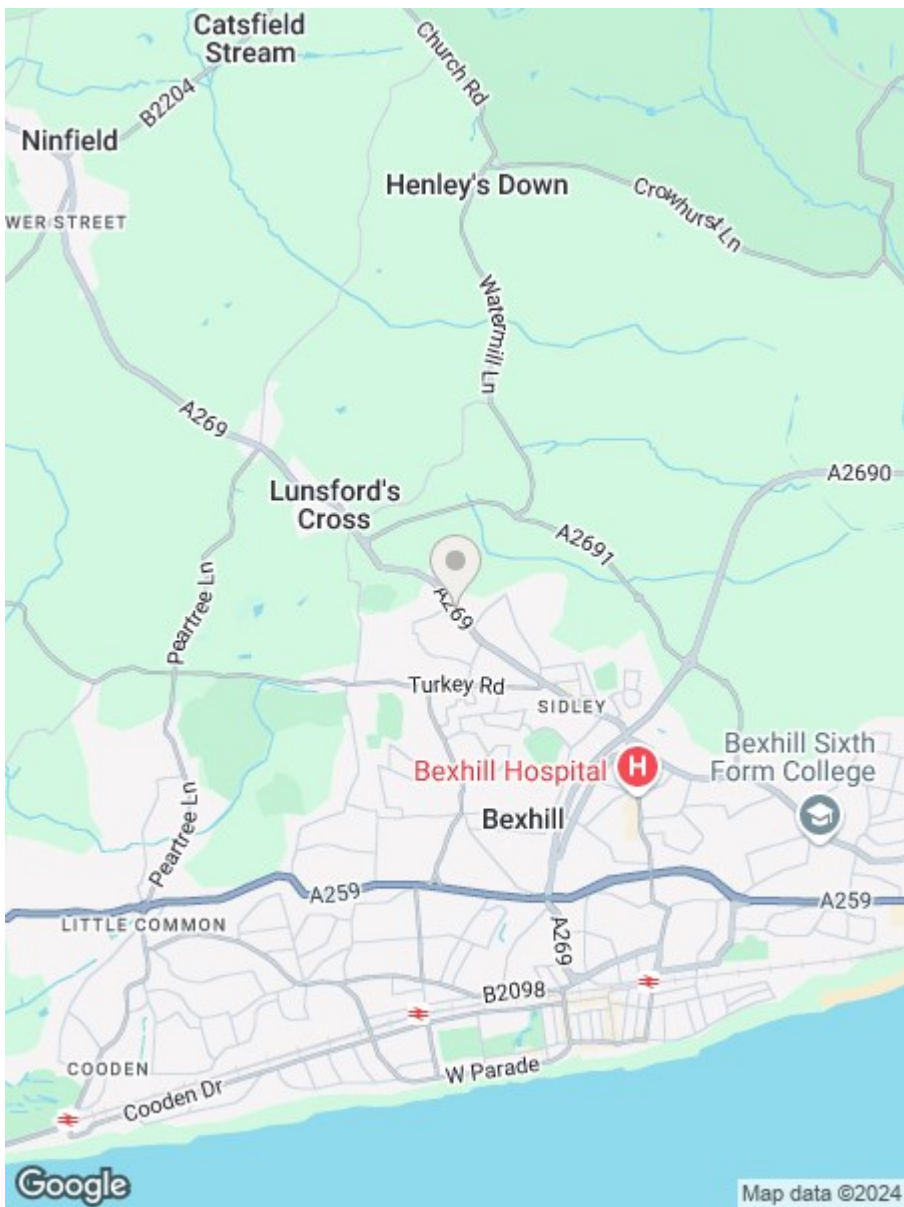 Catsfield
Stream
Church Rd
B2204
Ninfield
Henley's Down
Crowhurst Ln
WER STREET
Watermill Ln
A269
A2690
Lunsford's
Cross
A2691
Peartree Ln
A269
Turkey Rd
SIDLEY
Bexhill Sixth
Form College
Bexhill Hospital
H
Bexhill
Peartree Ln
A259
A259
LITTLE COMMON
A269
B2098
COODEN
W Parade
Cooden Dr
Google
Map data ©2024